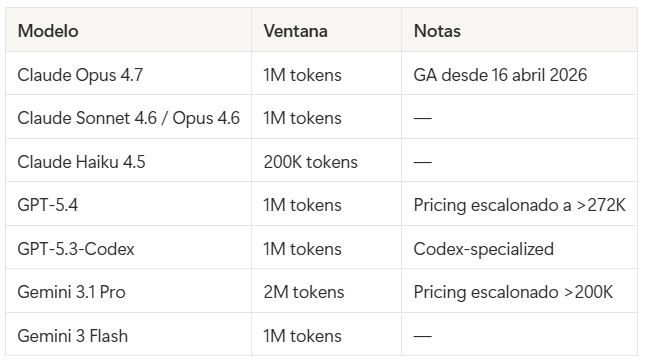 Modelo Ventana Notas
Claude Opus 4.7 1M tokens GA desde 16 abril 2026
Claude Sonnet 4.6 / Opus 4.6 1M tokens —
Claude Haiku 4.5 200K tokens —
GPT-5.4 1M tokens Pricing escalonado a >272K
GPT-5.3-Codex 1M tokens Codex-specialized
Gemini 3.1 Pro 2M tokens Pricing escalonado >200K
Gemini 3 Flash 1M tokens —